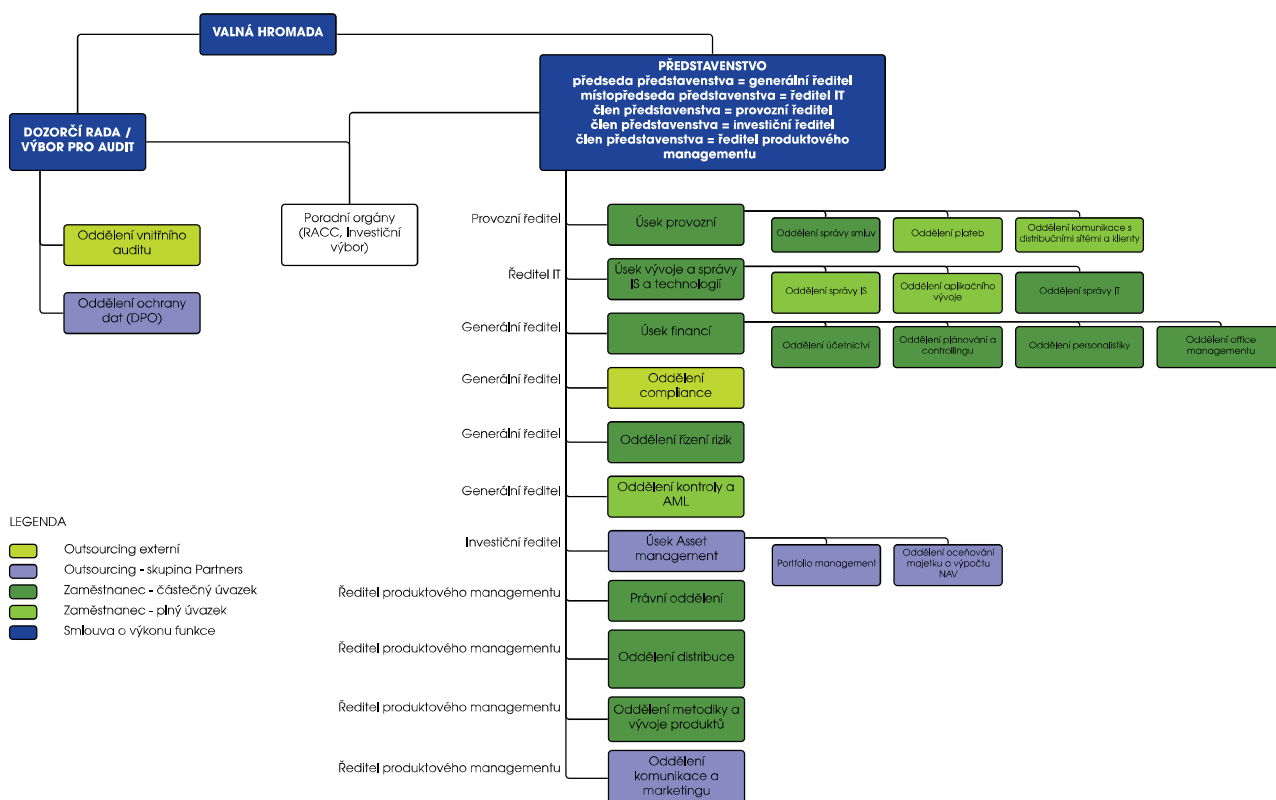 VALNÁ HROMADA
PŘEDSTAVENSTVO
předseda představenstva = generální ředitel
místopředseda představenstva = ředitel IT
člen představenstva = provozní ředitel
člen představenstva = investiční ředitel
člen představenstva = ředitel produktového
managementu
DOZORČÍ RADA /
VÝBOR PRO AUDIT
Poradní orgány
(RACC, Investiční
výbor)
Oddělení vnitřního
auditu
Oddělení ochrany
dat (DPO)
Provozní ředitel
Úsek provozní
Oddělení správy smluv
Oddělení plateb
Oddělení komunikace s
distribučními sítěmi a klienty
Ředitel IT
Úsek vývoje a správy
IS a technologií
Oddělení správy IS
Oddělení aplikačního
vývoje
Oddělení správy IT
Generální ředitel
Úsek financí
Oddělení účetnictví
Oddělení plánování a
controllingu
Oddělení personalistiky
Oddělení office
managementu
Generální ředitel
Oddělení
compliance
Generální ředitel
Oddělení řízení rizik
Generální ředitel
Oddělení kontroly a
AML
Investiční ředitel
Úsek Asset
management
Portfolio management
Oddělení oceňování
majetku a výpočtu
NAV
Ředitel produktového managementu
Právní oddělení
Ředitel produktového managementu
Oddělení distribuce
Ředitel produktového managementu
Oddělení metodiky a
vývoje produktů
Ředitel produktového managementu
Oddělení
komunikace a
marketingu
LEGENDA
Outsourcing externí
Outsourcing - skupina Partners
Zaměstnanec - částečný úvazek
Zaměstnanec - plný úvazek
Smlouva o výkonu funkce